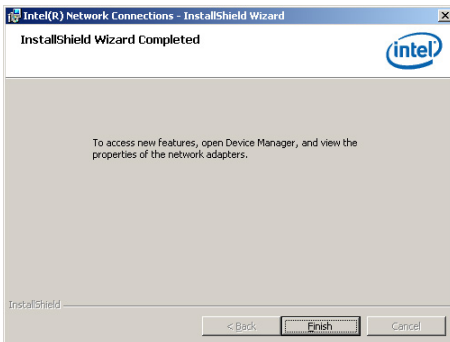 Intel(R) Network Connections - InstallShield Wizard
InstallShield Wizard Completed
intel
To access new features, open Device Manager, and view the
properties of the network adapters.
InstallShield
< Back
Finish
Cancel